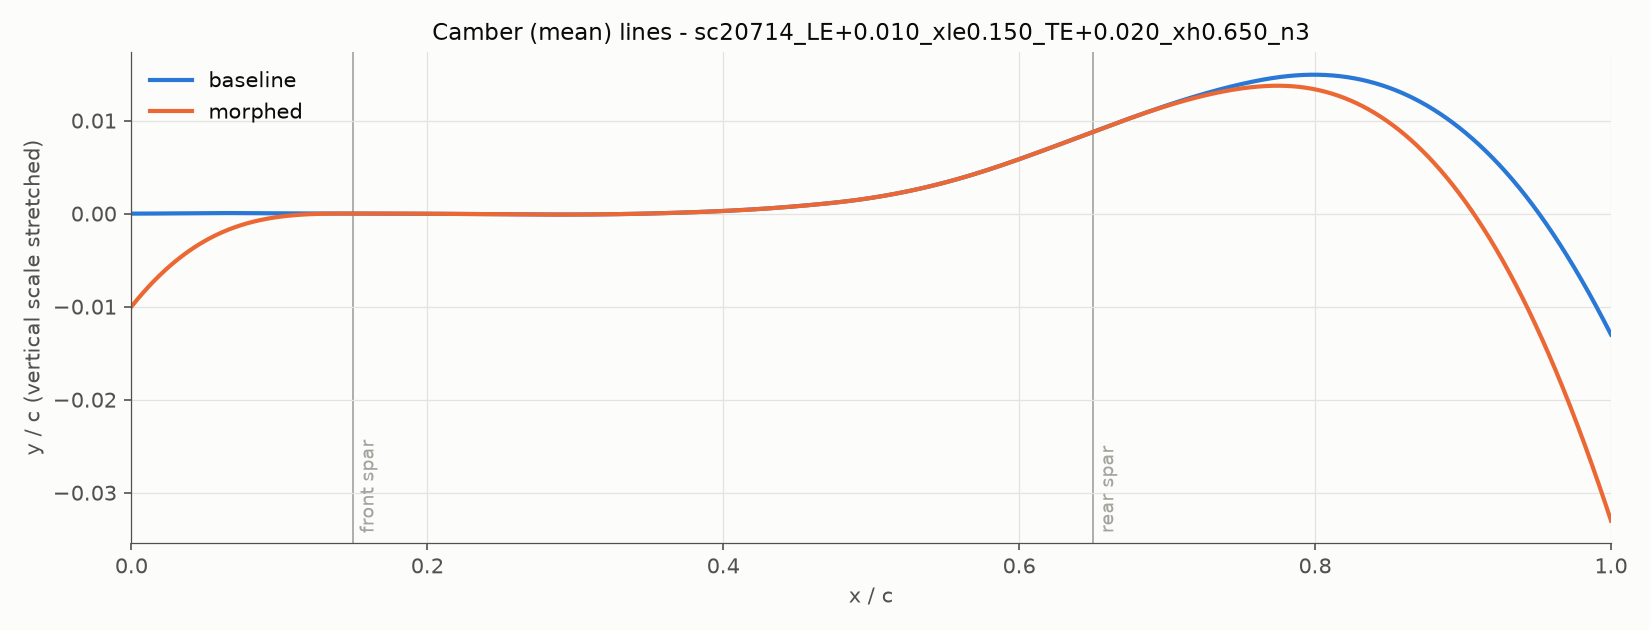 Camber (mean) lines - sc20714_LE+0.010_xle0.150_TE+0.020_xh0.650_n3
baseline
morphed
0.01
0.00
−0.01
−0.02
−0.03
y / c (vertical scale stretched)
front spar
rear spar
0.0
0.2
0.4
0.6
0.8
1.0
x / c